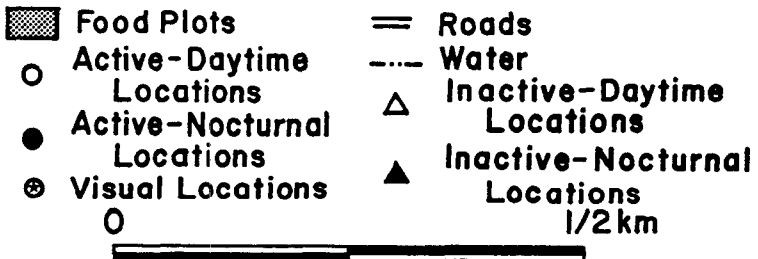 Food Plots
Active-Daytime
Locations
Active-Nocturnal
Locations
Visual Locations
Roads
Water
Inactive-Daytime
Locations
Inactive-Nocturnal
Locations
0 1/2 km